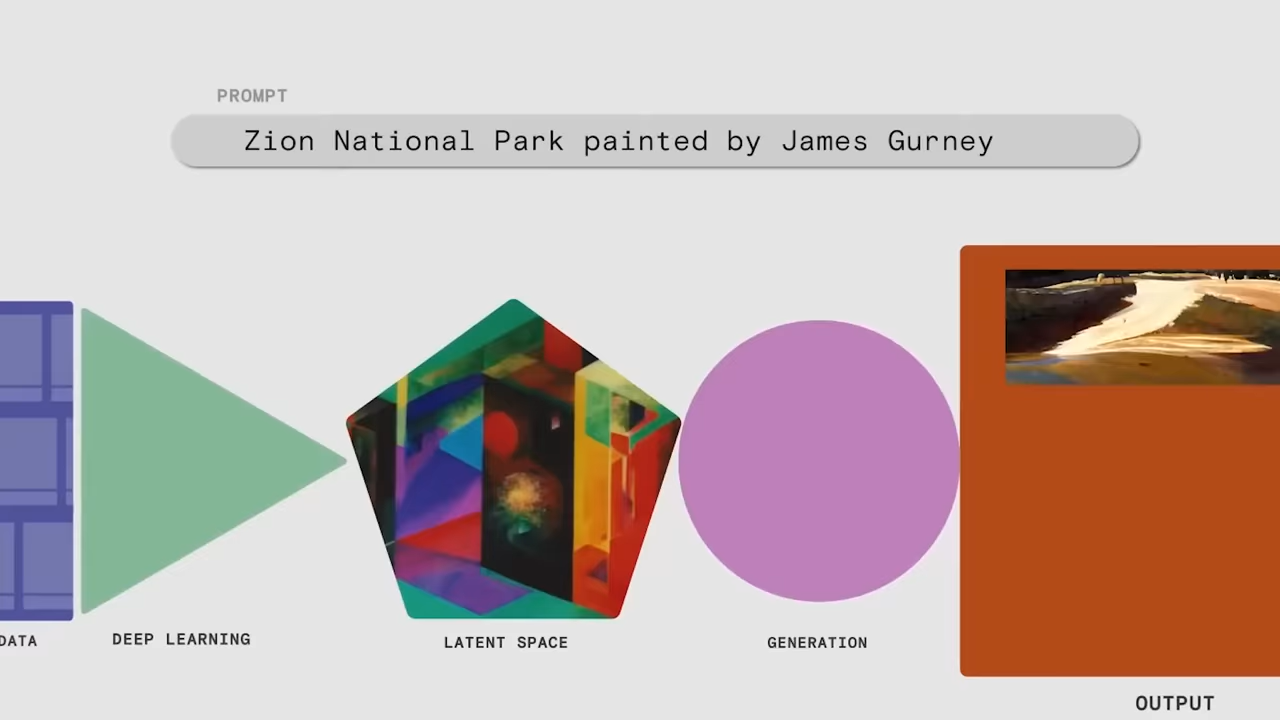 PROMPT
Zion National Park painted by James Gurney
DATA
DEEP LEARNING
LATENT SPACE
GENERATION
OUTPUT